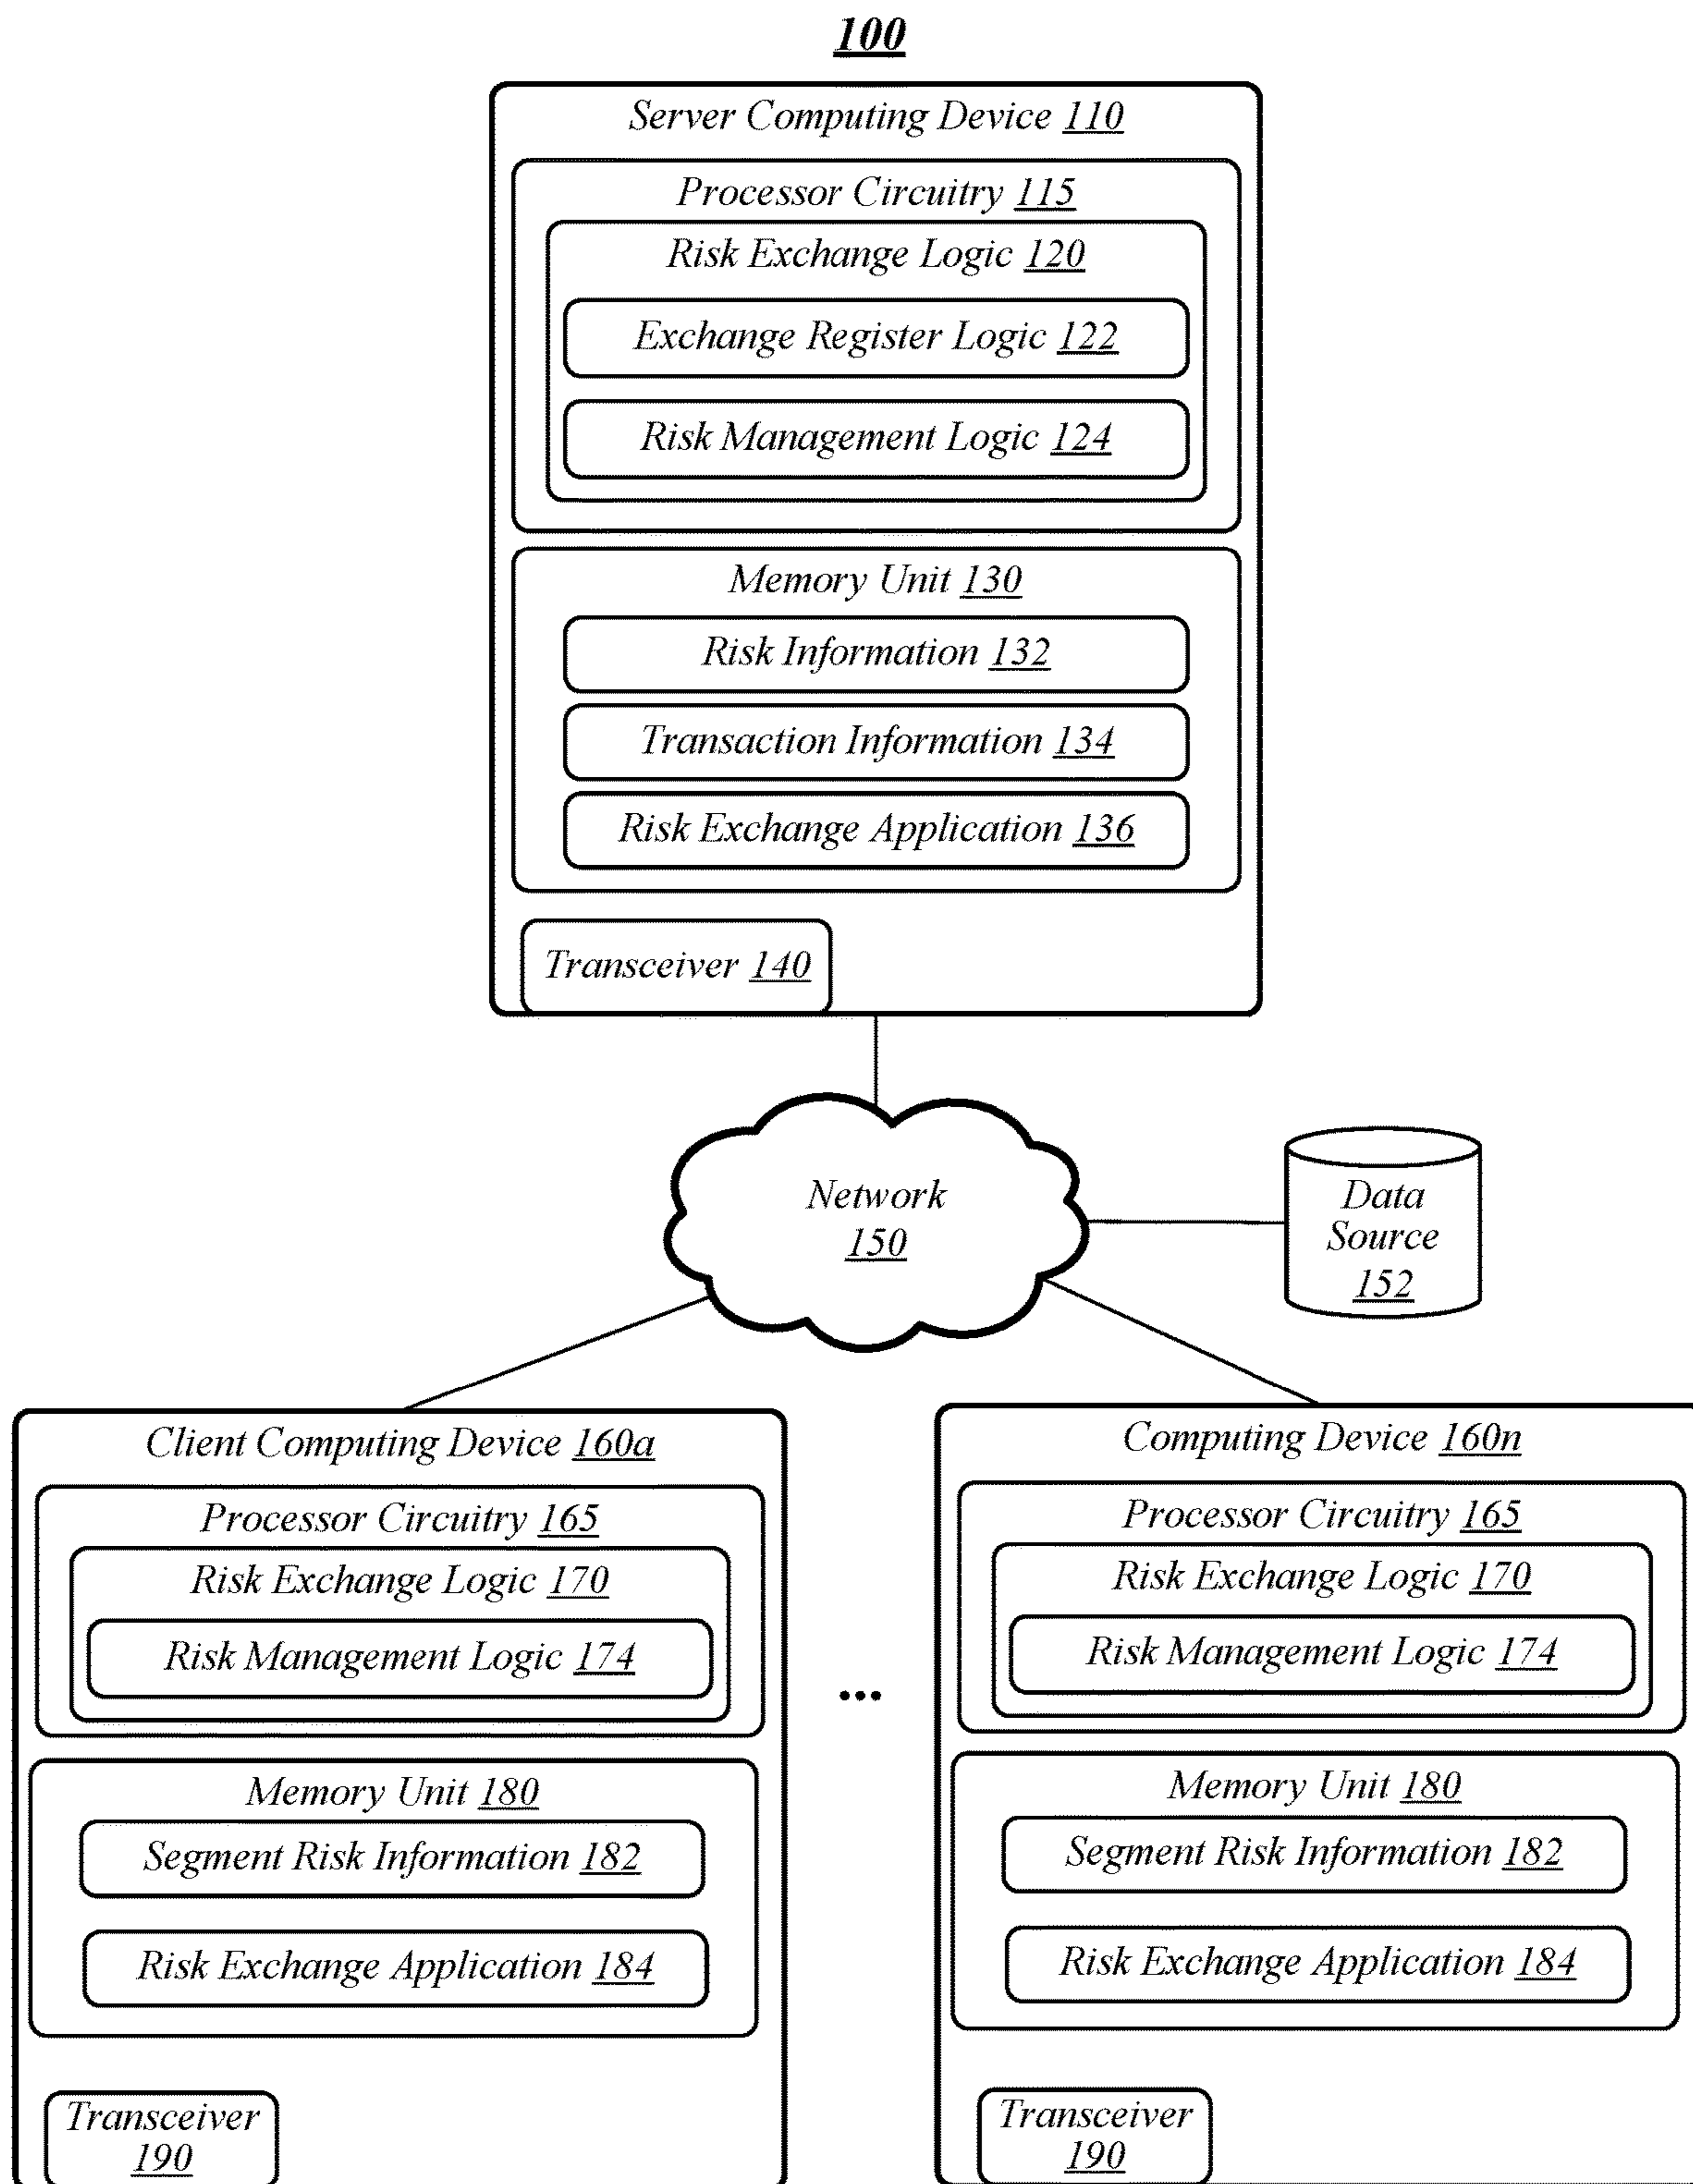 100
Server Computing Device 110
Processor Circuitry 115
Risk Exchange Logic 120
Exchange Register Logic 122
Risk Management Logic 124
Memory Unit 130
Risk Information 132
Transaction Information 134
Risk Exchange Application 136
Transceiver 140
Network
150
Data
Source
152
Client Computing Device 160a
Processor Circuitry 165
Risk Exchange Logic 170
Risk Management Logic 174
Memory Unit 180
Segment Risk Information 182
Risk Exchange Application 184
Transceiver
190
...
Computing Device 160n
Processor Circuitry 165
Risk Exchange Logic 170
Risk Management Logic 174
Memory Unit 180
Segment Risk Information 182
Risk Exchange Application 184
Transceiver
190